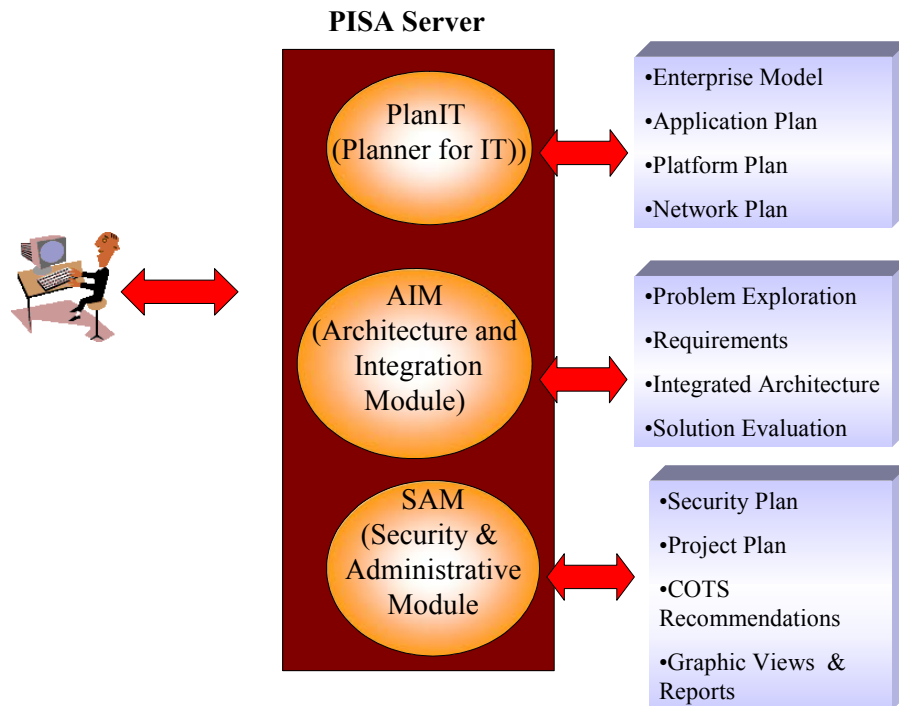 PISA Server
PlanIT
(Planner for IT))
•Enterprise Model
•Application Plan
•Platform Plan
•Network Plan
AIM
(Architecture and
Integration
Module)
•Problem Exploration
•Requirements
•Integrated Architecture
•Solution Evaluation
SAM
(Security &
Administrative
Module
•Security Plan
•Project Plan
•COTS
Recommendations
•Graphic Views &
Reports